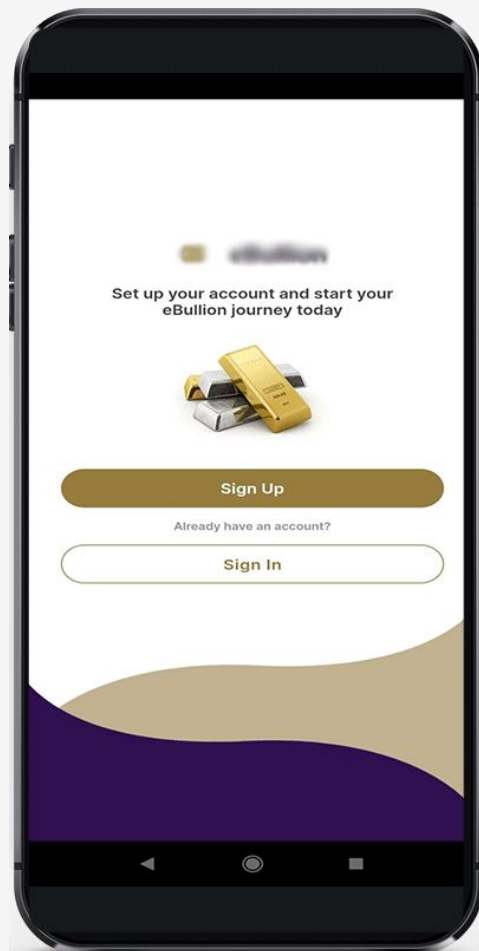 Set up your account and start your
eBullion journey today
Sign Up
Already have an account?
Sign In